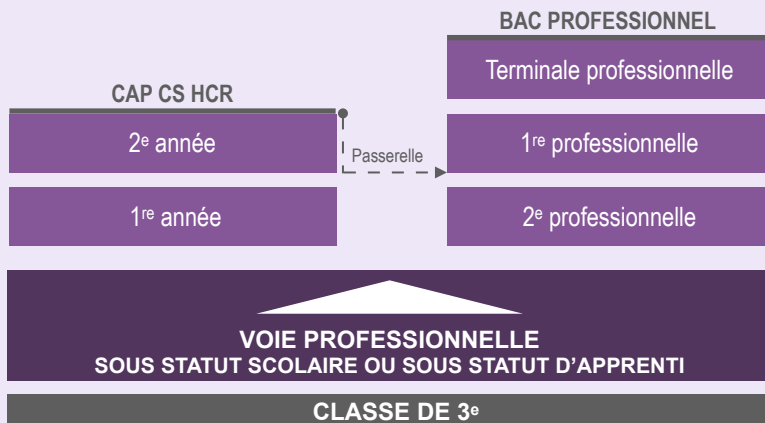 BAC PROFESSIONNEL
Terminale professionnelle
CAP CS HCR
2e année
Passerelle
1re professionnelle
1re année
2e professionnelle
VOIE PROFESSIONNELLE
SOUS STATUT SCOLAIRE OU SOUS STATUT D’APPRENTI
CLASSE DE 3e